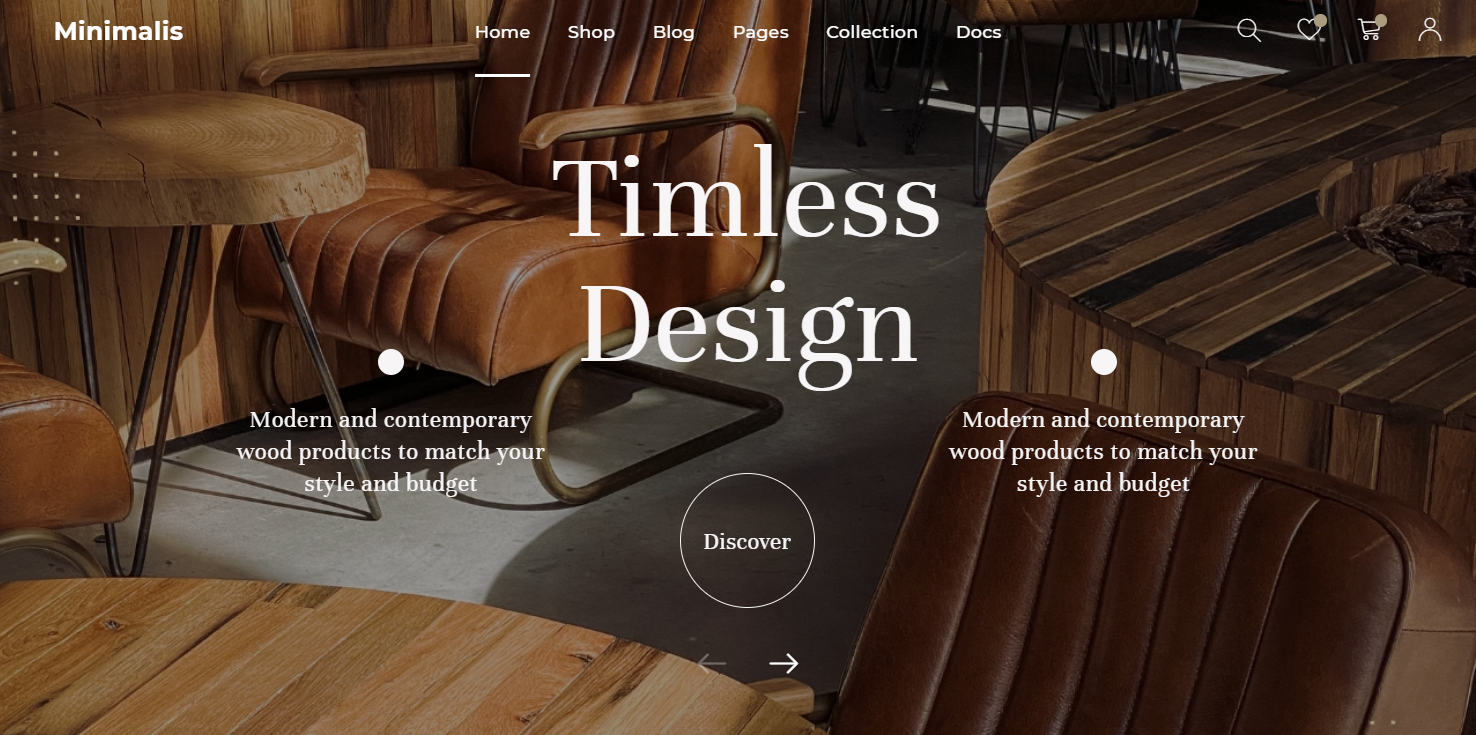 Minimalis
Home Shop Blog Pages Collection Docs
Timless
Design
Modern and contemporary
wood products to match your
style and budget
Modern and contemporary
wood products to match your
style and budget
Discover